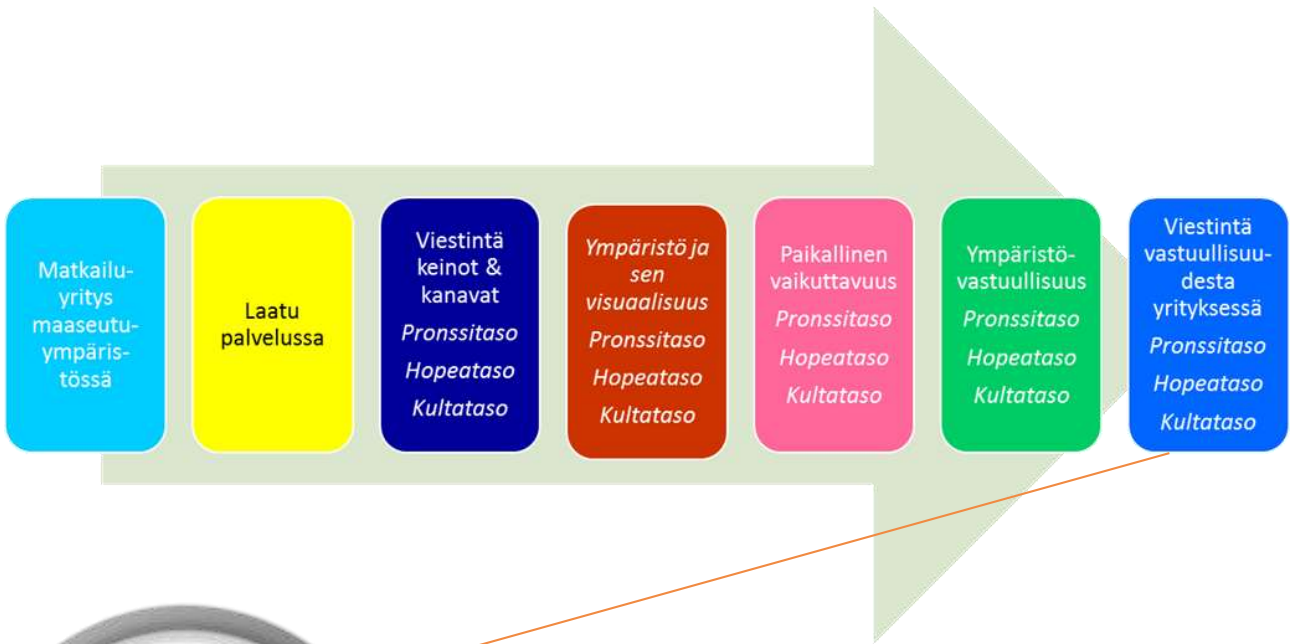 Matkailu-
yritys
maaseutu-
ympäris-
tössä
Laatu
palvelussa
Viestintä
keinot &
kanavat
Pronssitaso
Hopeataso
Kultataso
Ympäristö ja
sen
visuaalisuus
Pronssitaso
Hopeataso
Kultataso
Paikallinen
vaikuttavuus
Pronssitaso
Hopeataso
Kultataso
Ympäristö-
vastuullisuus
Pronssitaso
Hopeataso
Kultataso
Viestintä
vastuullisuu-
desta
yrityksessä
Pronssitaso
Hopeataso
Kultataso